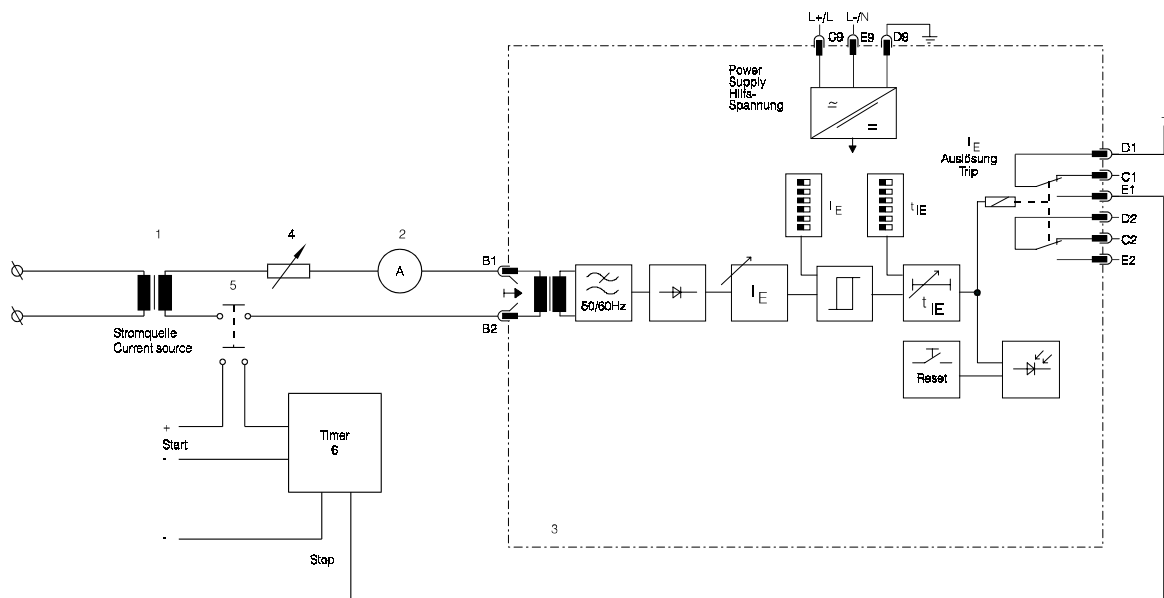 L+/L L-/N
C9 E9 D9
Power
Supply
Hilfs-
Spannung
≃
=
I E
Auslösung
Trip
D1
C1
E1
D2
C2
E2
I E
t IE
1
4
2
A
B1
5
B2
50/60Hz
I E
t IE
Stromquelle
Current source
Reset
+
Start
-
Timer
6
-
Stop
3